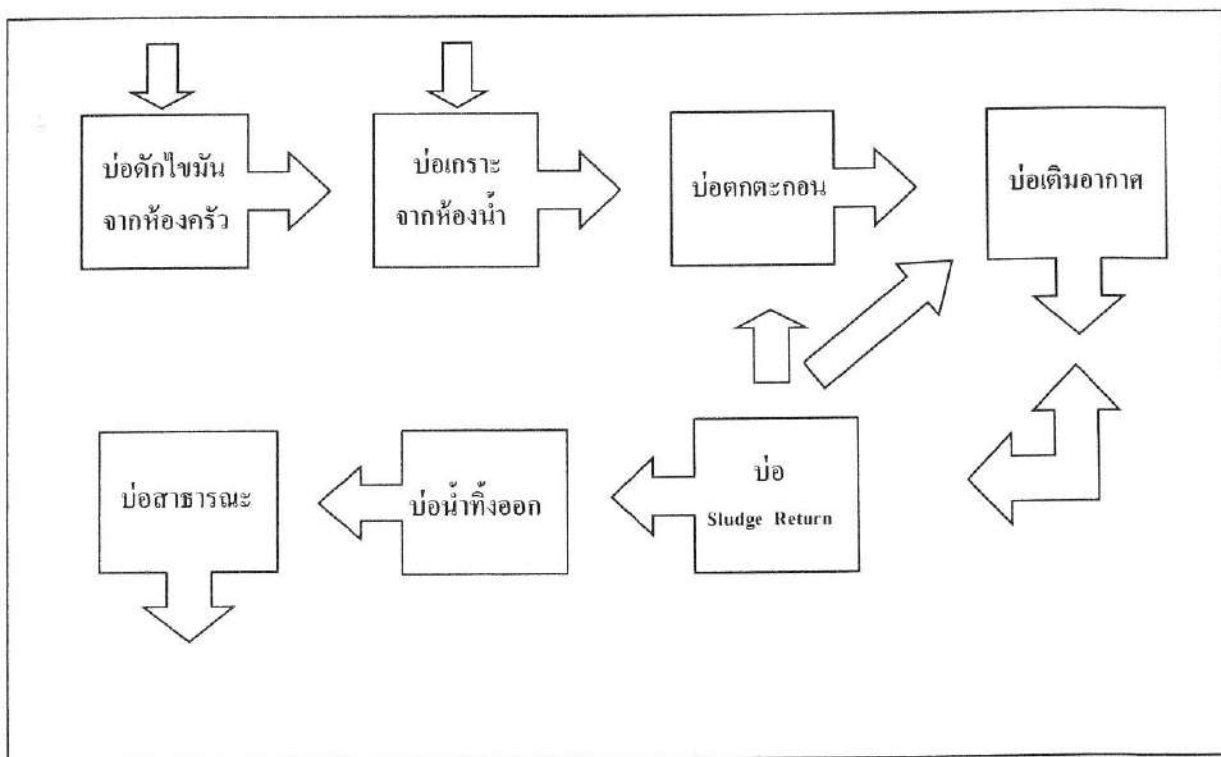 บ่อดักไขมัน
จากห้องครัว
บ่อเกราะ
จากห้องน้ำ
บ่อตกตะกอน
บ่อเติมอากาศ
บ่อสาธารณะ
บ่อน้ำทิ้งออก
บ่อ
Sludge Return